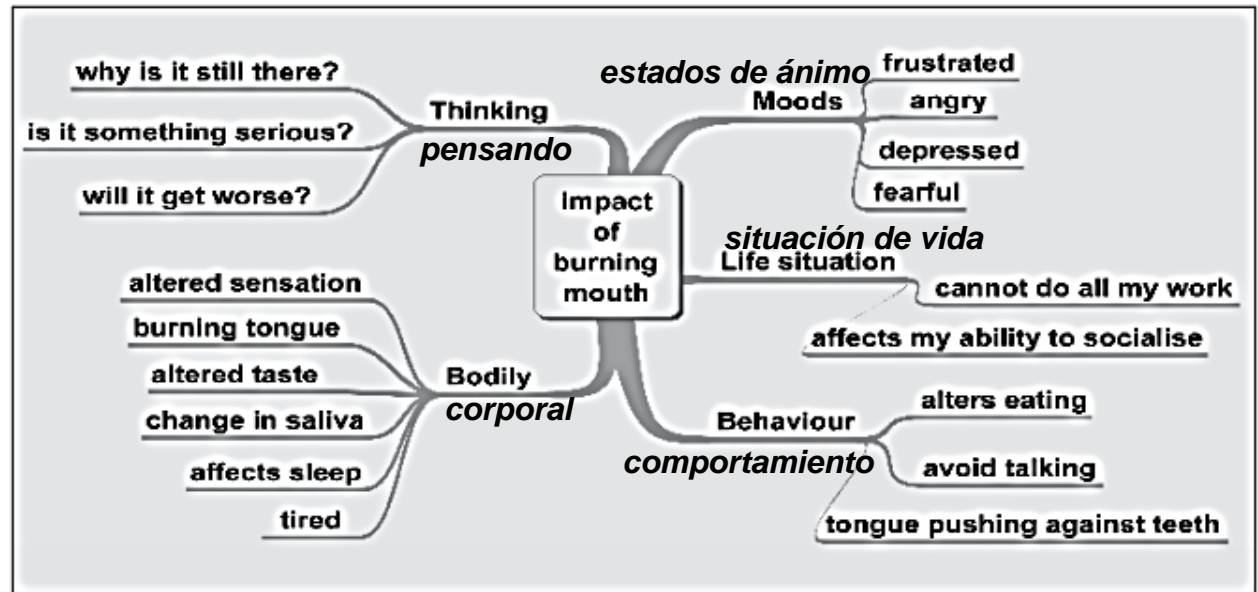 why is it still there?
is it something serious?
will it get worse?
Thinking
pensando
estados de ánimo
Moods
frustrated
angry
depressed
fearful
Impact
of
burning
mouth
situación de vida
Life situation
cannot do all my work
affects my ability to socialise
altered sensation
burning tongue
altered taste
change in saliva
affects sleep
tired
Bodily
corporal
Behaviour
comportamiento
alters eating
avoid talking
tongue pushing against teeth